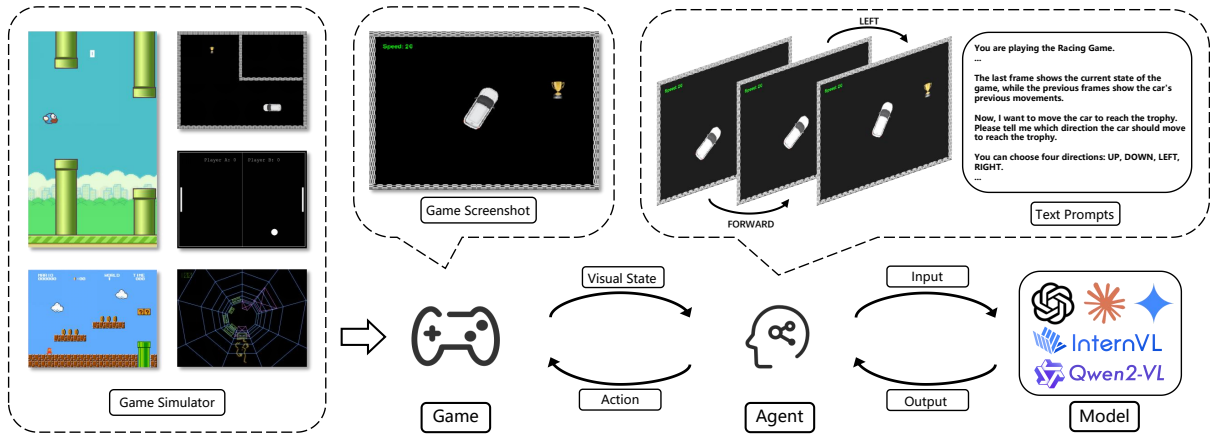 Player A: 0 Player B: 0
MARIO WORLD TIME
Game Simulator
Speed: 26
Game Screenshot
LEFT
FORWARD
You are playing the Racing Game.
...
The last frame shows the current state of the
game, while the previous frames show the car's
previous movements.
Now, I want to move the car to reach the trophy.
Please tell me which direction the car should move
to reach the trophy.
You can choose four directions: UP, DOWN, LEFT,
RIGHT.
...
Text Prompts
Visual State
Action
Input
Output
InternVL
Qwen2-VL
Game
Agent
Model